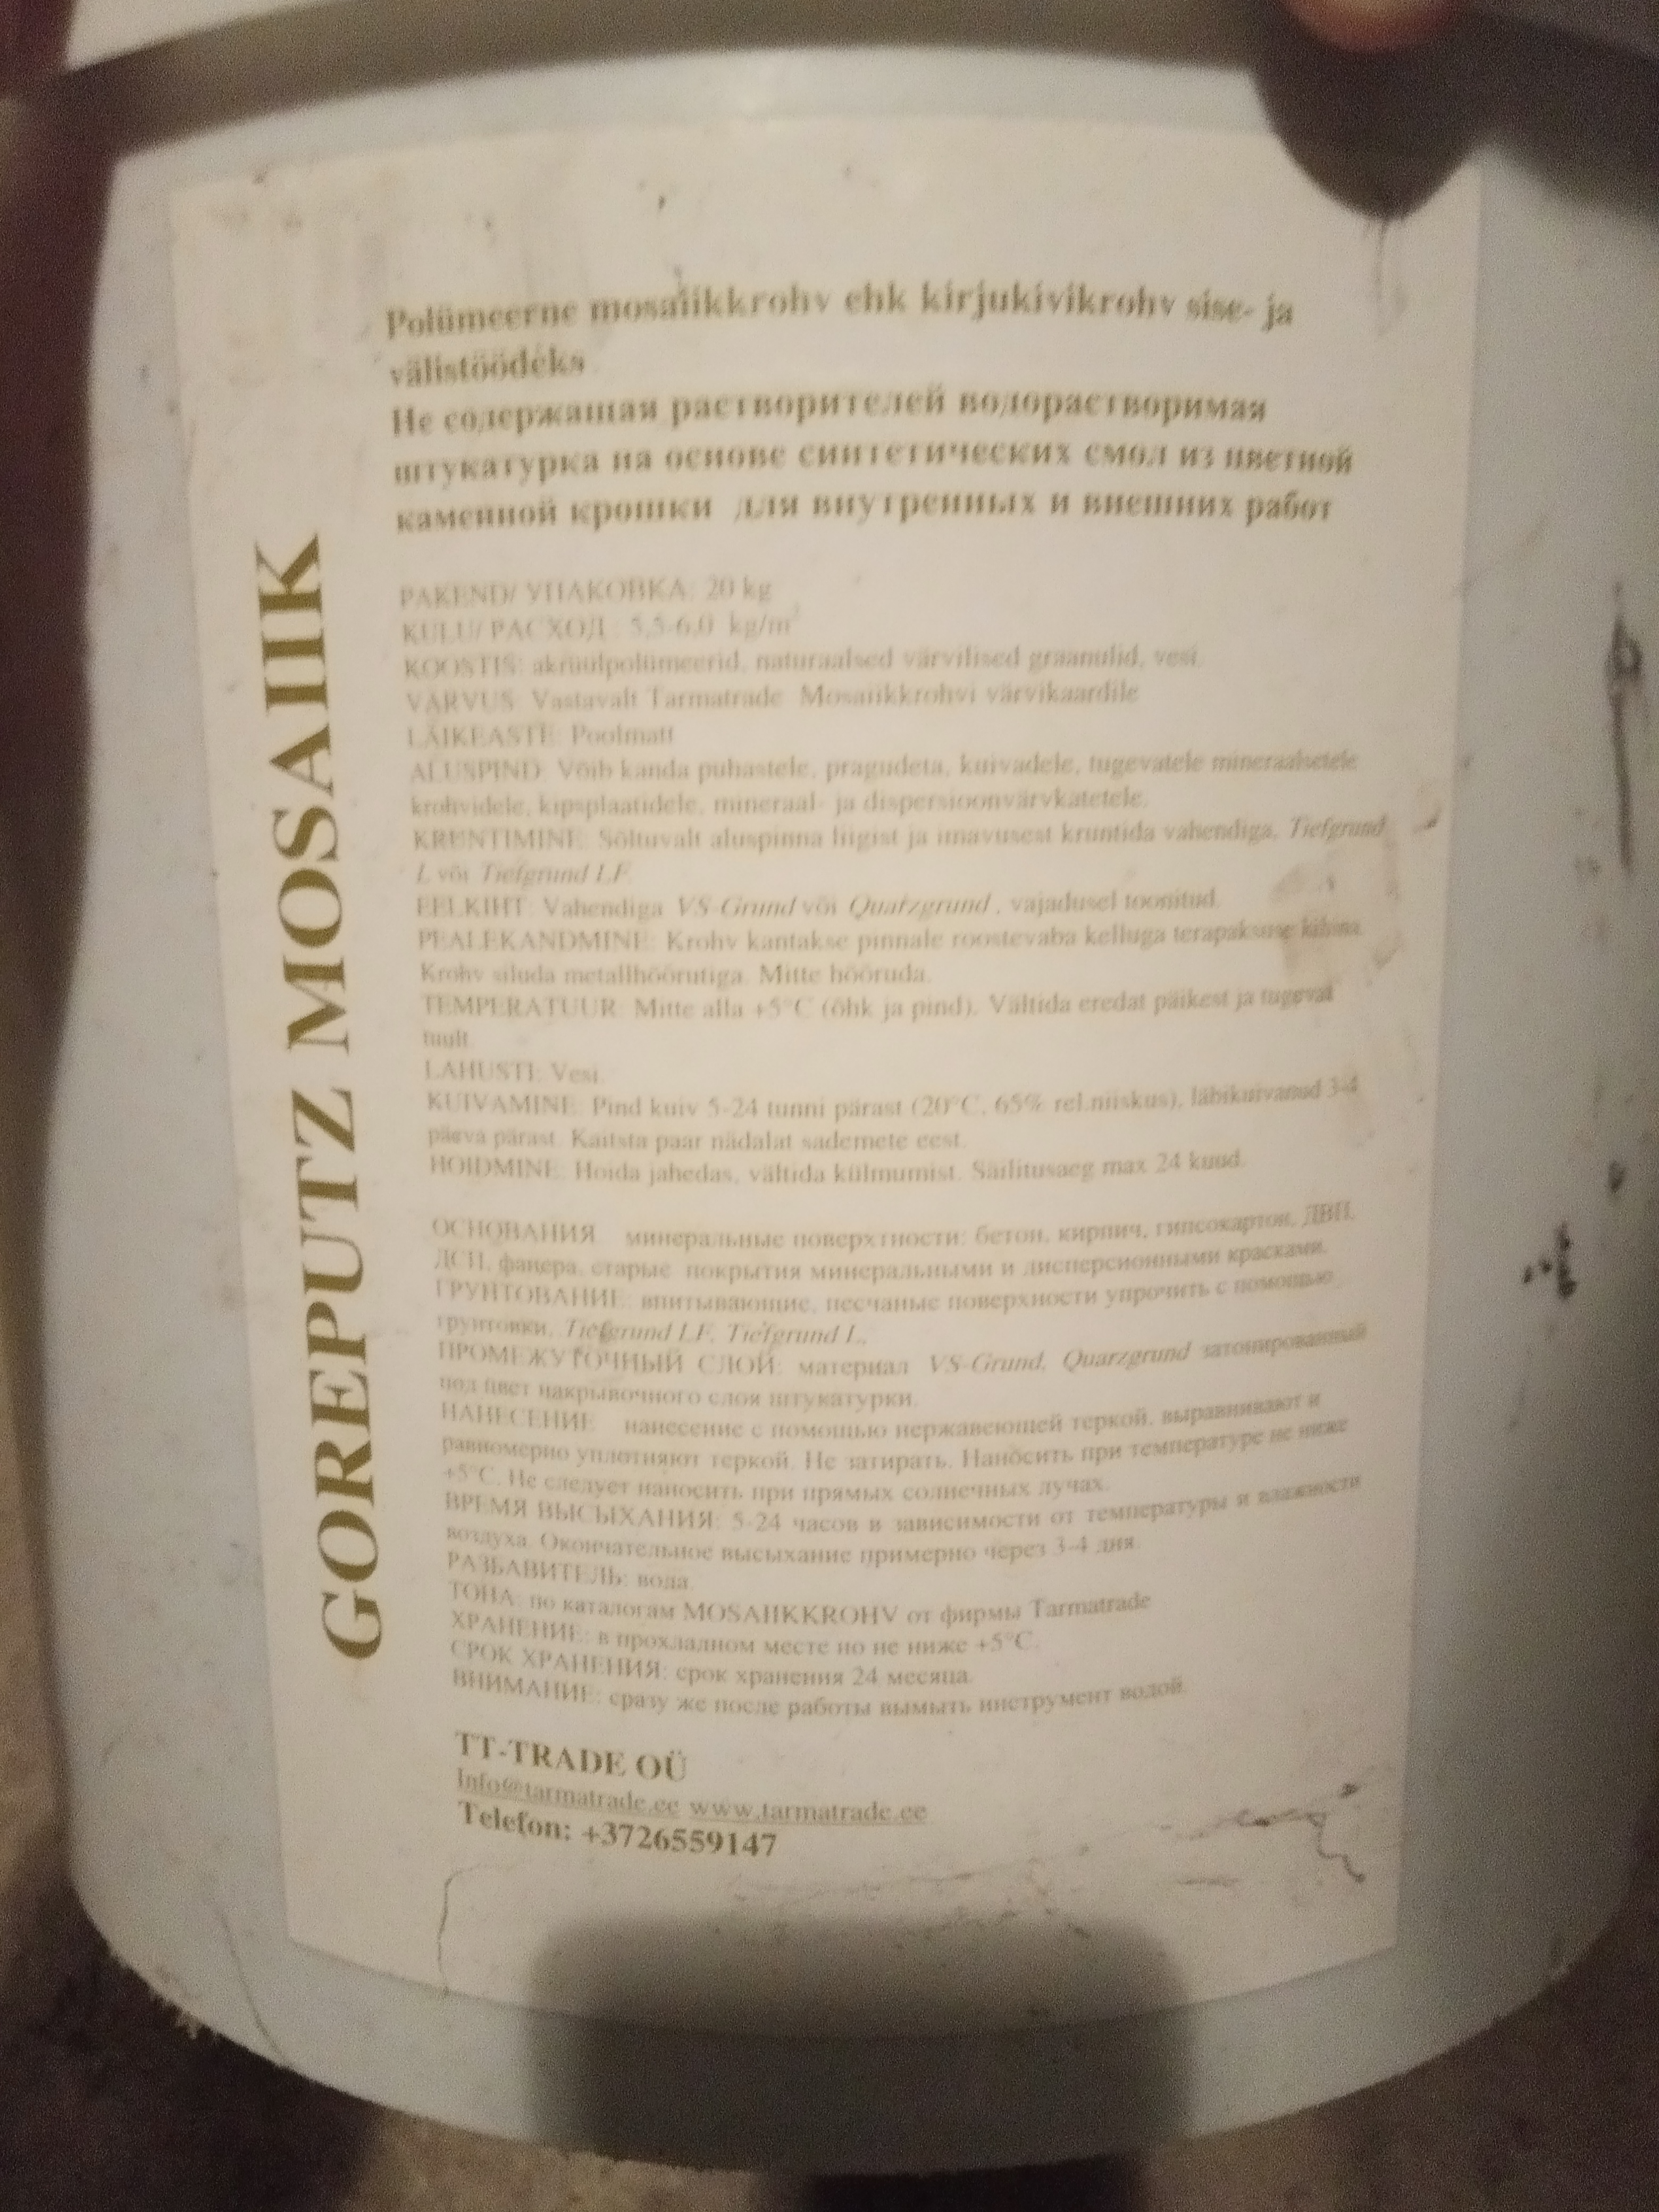 GOREPUTZ MOSAIIK
Polümeerne mosaiikkrohv ehk kirjukivikrohv sise- ja
välistöödeks
Не содержащая растворителей водорастворимая
штукатурка на основе синтетических смол из цветной
каменной крошки для внутренных и внешних работ
PAKEND/ УПАКОВКА: 20 kg
KULU/ РАСХОД : 5,5-6,0 kg/m²
KOOSTIS: akrüülpolümeerid, naturaalsed värvilised graanulid, vesi.
VÄRVUS: Vastavalt Tarmatrade Mosaiikkrohvi värvikaardile
LÄIKEASTE: Poolmatt
ALUSPIND: Võib kanda puhastele, pragudeta, kuivadele, tugevatele mineraalsetele
krohvidele, kipsplaatidele, mineraal- ja dispersioonvärvkatetele.
KRUNTIMINE: Sõltuvalt aluspinna liigist ja imavusest kruntida vahendiga, Tiefgrund
L või Tiefgrund LF.
EELKIHT: Vahendiga VS-Grund või Quarzgrund , vajadusel toonitud.
PEALEKANDMINE: Krohv kantakse pinnale roostevaba kelluga terapaksuse kihina.
Krohv siluda metallhõõrutiga. Mitte hõõruda.
TEMPERATUUR: Mitte alla +5°C (õhk ja pind). Vältida eredat päikest ja tugevat
tuult.
LAHUSTI: Vesi.
KUIVAMINE: Pind kuiv 5-24 tunni pärast (20°C, 65% rel.niiskus), läbikuivanud 3-4
päeva pärast. Kaitsta paar nädalat sademete eest.
HOIDMINE: Hoida jahedas, vältida külmumist. Säilitusaeg max 24 kuud.
ОСНОВАНИЯ минеральные поверхтности: бетон, кирпич, гипсокартон, ДВП,
ДСП, фанера, старые покрытия минеральными и дисперсионными красками.
ГРУНТОВАНИЕ: впитывающие, песчаные поверхности упрочить с помощью
грунтовки, Tiefgrund LF, Tiefgrund L,
ПРОМЕЖУТОЧНЫЙ СЛОЙ: материал VS-Grund, Quarzgrund затонированный
под цвет накрывочного слоя штукатурки.
НАНЕСЕНИЕ нанесение с помощью нержавеющей теркой, выравнивают и
равномерно уплотняют теркой. Не затирать. Наносить при температуре не ниже
+5°C. Не следует наносить при прямых солнечных лучах.
ВРЕМЯ ВЫСЫХАНИЯ: 5-24 часов в зависимости от температуры и влажности
воздуха. Окончательное высыхание примерно через 3-4 дня.
РАЗБАВИТЕЛЬ: вода.
ТОНА: по каталогам MOSAIIKKROHV от фирмы Tarmatrade
ХРАНЕНИЕ: в прохладном месте но не ниже +5°C.
СРОК ХРАНЕНИЯ: срок хранения 24 месяца.
ВНИМАНИЕ: сразу же после работы вымыть инструмент водой.
TT-TRADE OÜ
Info@tarmatrade.ee www.tarmatrade.ee
Telefon: +3726559147